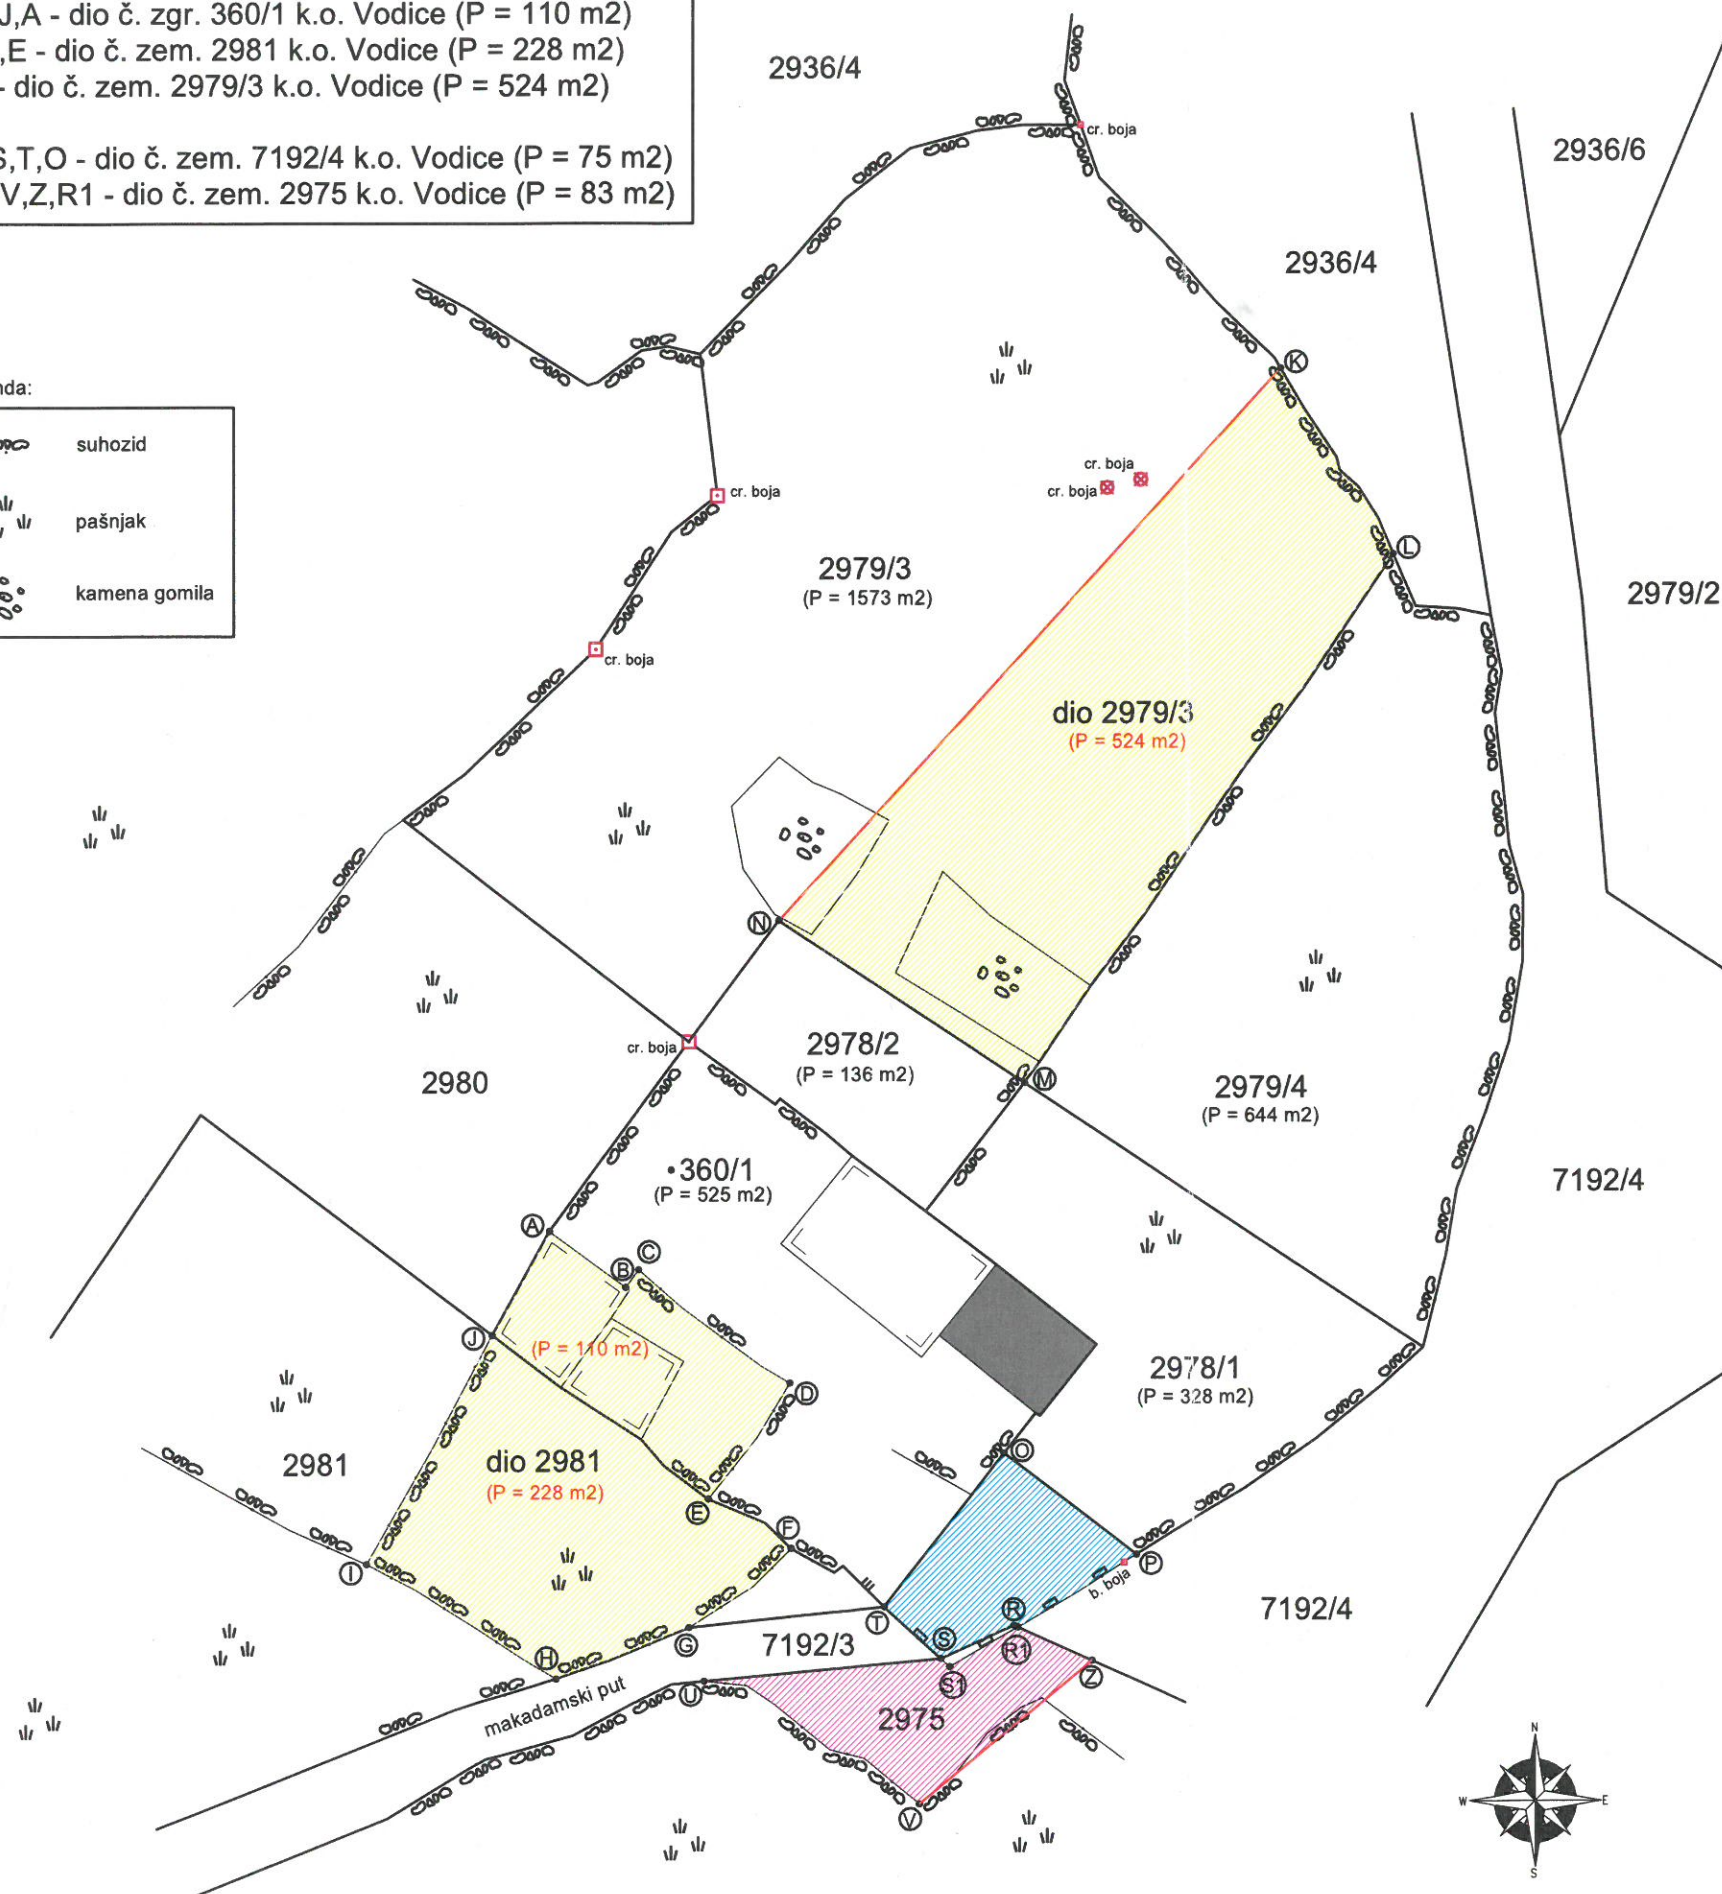 J,A - dio č. zgr. 360/1 k.o. Vodice (P = 110 m2)
,E - dio č. zem. 2981 k.o. Vodice (P = 228 m2)
- dio č. zem. 2979/3 k.o. Vodice (P = 524 m2)
S,T,O - dio č. zem. 7192/4 k.o. Vodice (P = 75 m2)
V,Z,R1 - dio č. zem. 2975 k.o. Vodice (P = 83 m2)
2936/4
cr. boja
2936/6
2936/4
nda:
suhozid
pašnjak
kamena gomila
K
cr. boja
cr. boja
cr. boja
L
2979/3
(P = 1573 m2)
2979/2
cr. boja
dio 2979/3
(P = 524 m2)
N
cr. boja
2978/2
(P = 136 m2)
M
2980
2979/4
(P = 644 m2)
360/1
(P = 525 m2)
7192/4
A
C
B
J
(P = 110 m2)
D
2978/1
(P = 328 m2)
2981
dio 2981
(P = 228 m2)
O
E
F
P
I
b. boja
T
R
7192/4
G
7192/3
S
R1
H
U
S1
Z
makadamski put
2975
V
N
W
E
S